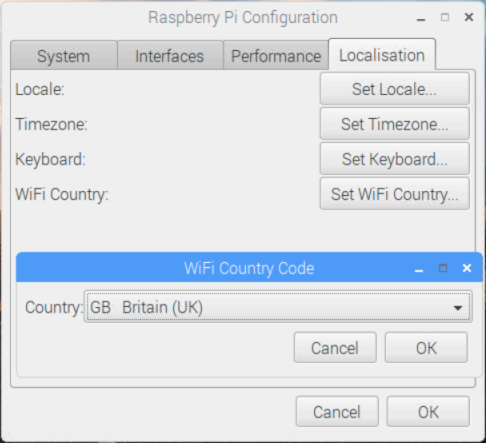 Raspberry Pi Configuration
System Interfaces Performance Localisation
Locale: Set Locale...
Timezone: Set Timezone...
Keyboard: Set Keyboard...
WiFi Country: Set WiFi Country...
WiFi Country Code
Country: GB Britain (UK)
Cancel OK
Cancel OK